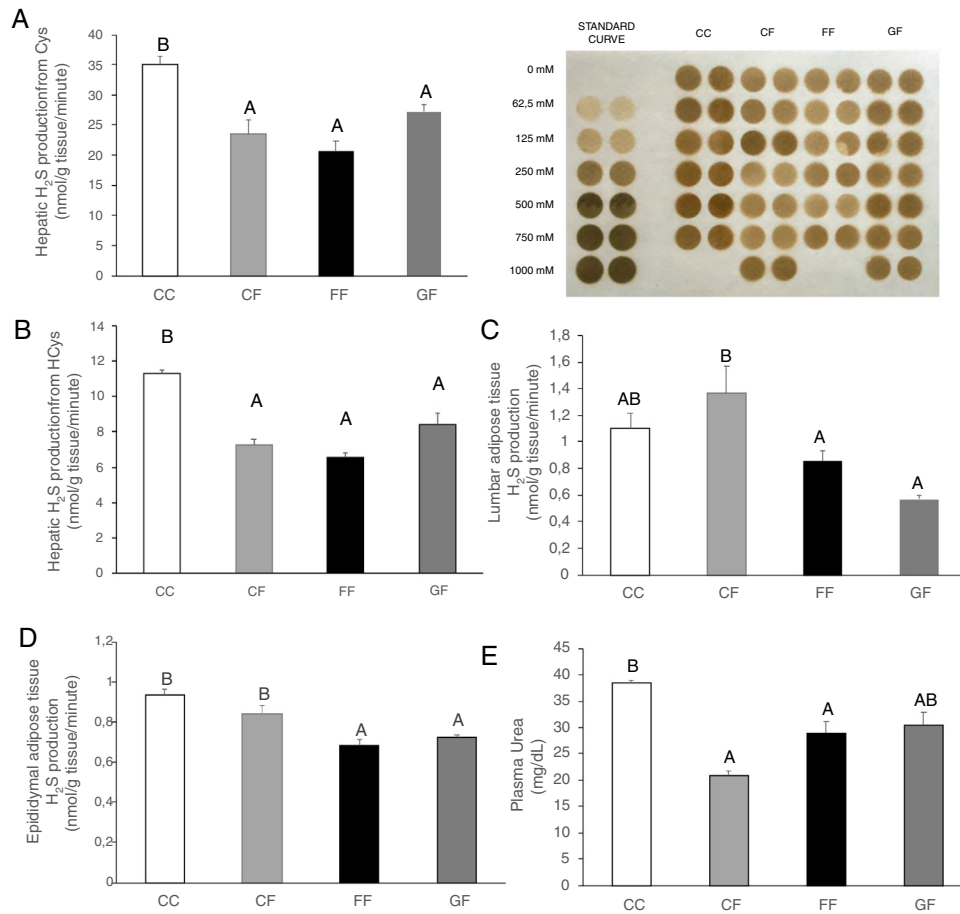 A
Hepatic H₂S productionfrom Cys
(nmol/g tissue/minute)
40
35
30
25
20
15
10
5
0
B
A
A
A
CC
CF
FF
GF
STANDARD
CURVE
CC
CF
FF
GF
0 mM
62,5 mM
125 mM
250 mM
500 mM
750 mM
1000 mM
B
Hepatic H₂S productionfrom HCys
(nmol/g tissue/minute)
14
12
10
8
6
4
2
0
B
A
A
A
CC
CF
FF
GF
C
Lumbar adipose tissue
H₂S production
(nmol/g tissue/minute)
1,8
1,6
1,4
1,2
1
0,8
0,6
0,4
0,2
0
AB
B
A
A
CC
CF
FF
GF
D
Epididymal adipose tissue
H₂S production
(nmol/g tissue/minute)
1,2
1
0,8
0,6
0,4
0,2
0
B
B
A
A
CC
CF
FF
GF
E
Plasma Urea
(mg/dL)
45
40
35
30
25
20
15
10
5
0
B
A
A
AB
CC
CF
FF
GF